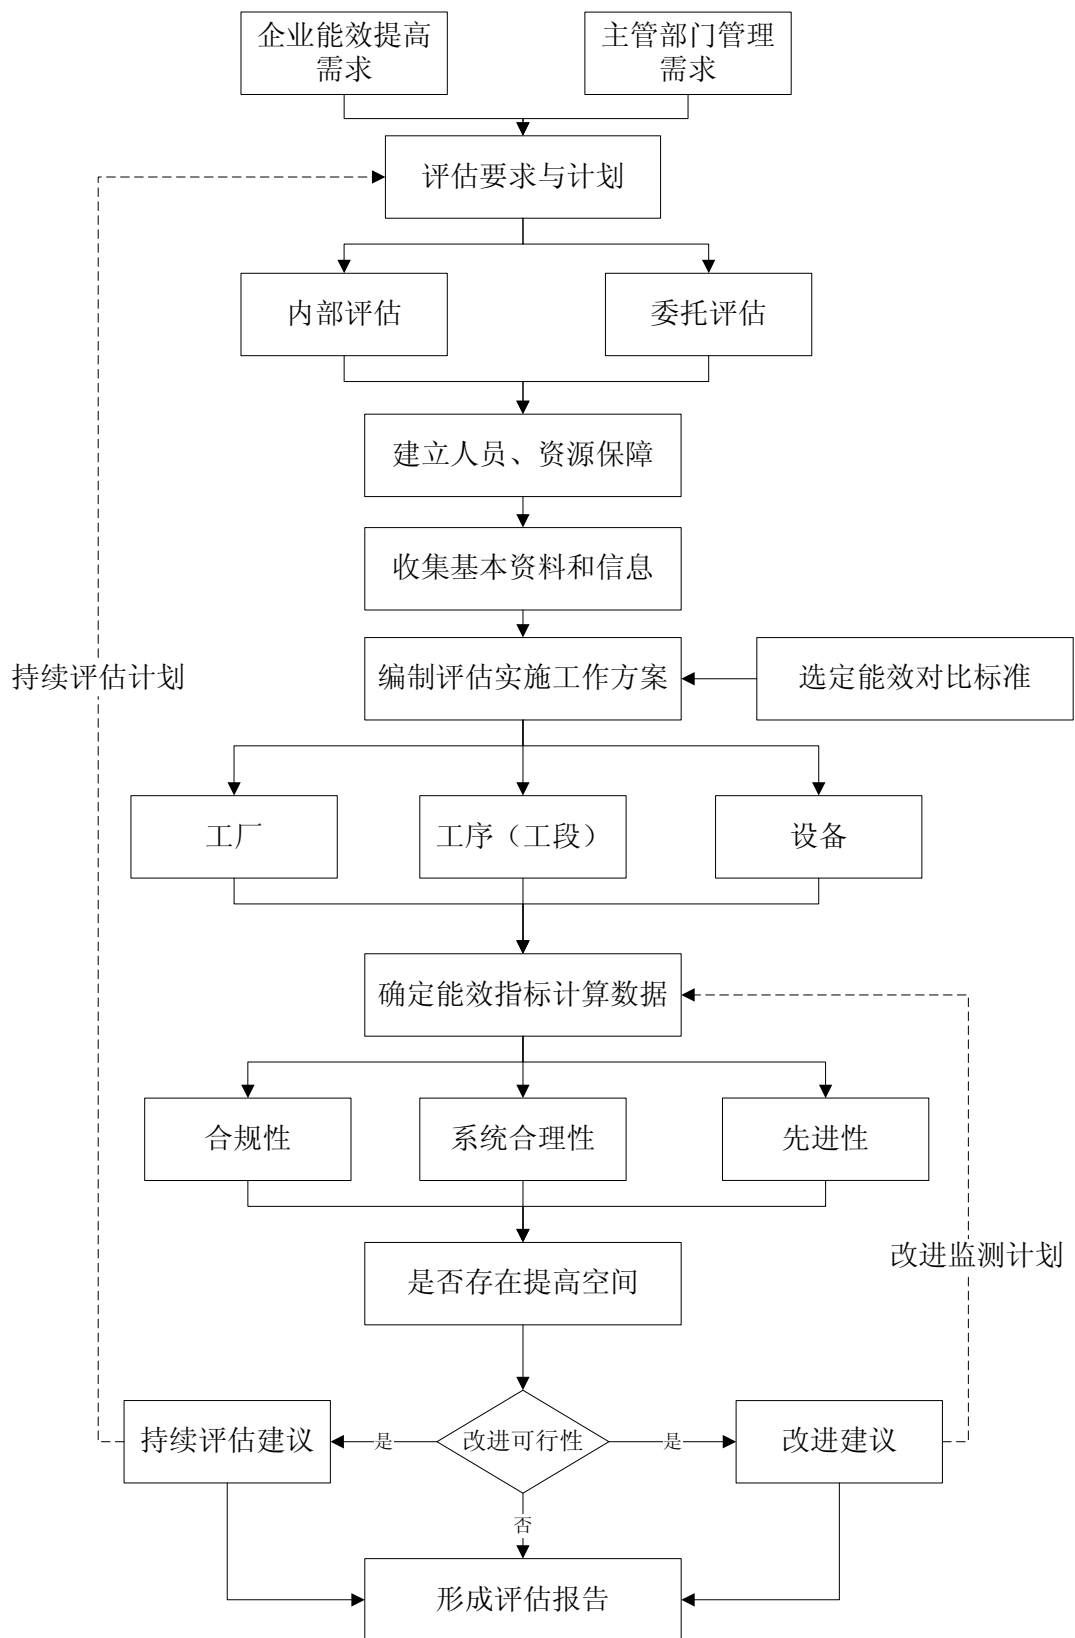 企业能效提高
需求
主管部门管理
需求
评估要求与计划
内部评估
委托评估
建立人员、资源保障
收集基本资料和信息
持续评估计划
编制评估实施工作方案
选定能效对比标准
工厂
工序（工段）
设备
确定能效指标计算数据
合规性
系统合理性
先进性
改进监测计划
是否存在提高空间
持续评估建议
是
改进可行性
是
改进建议
否
形成评估报告